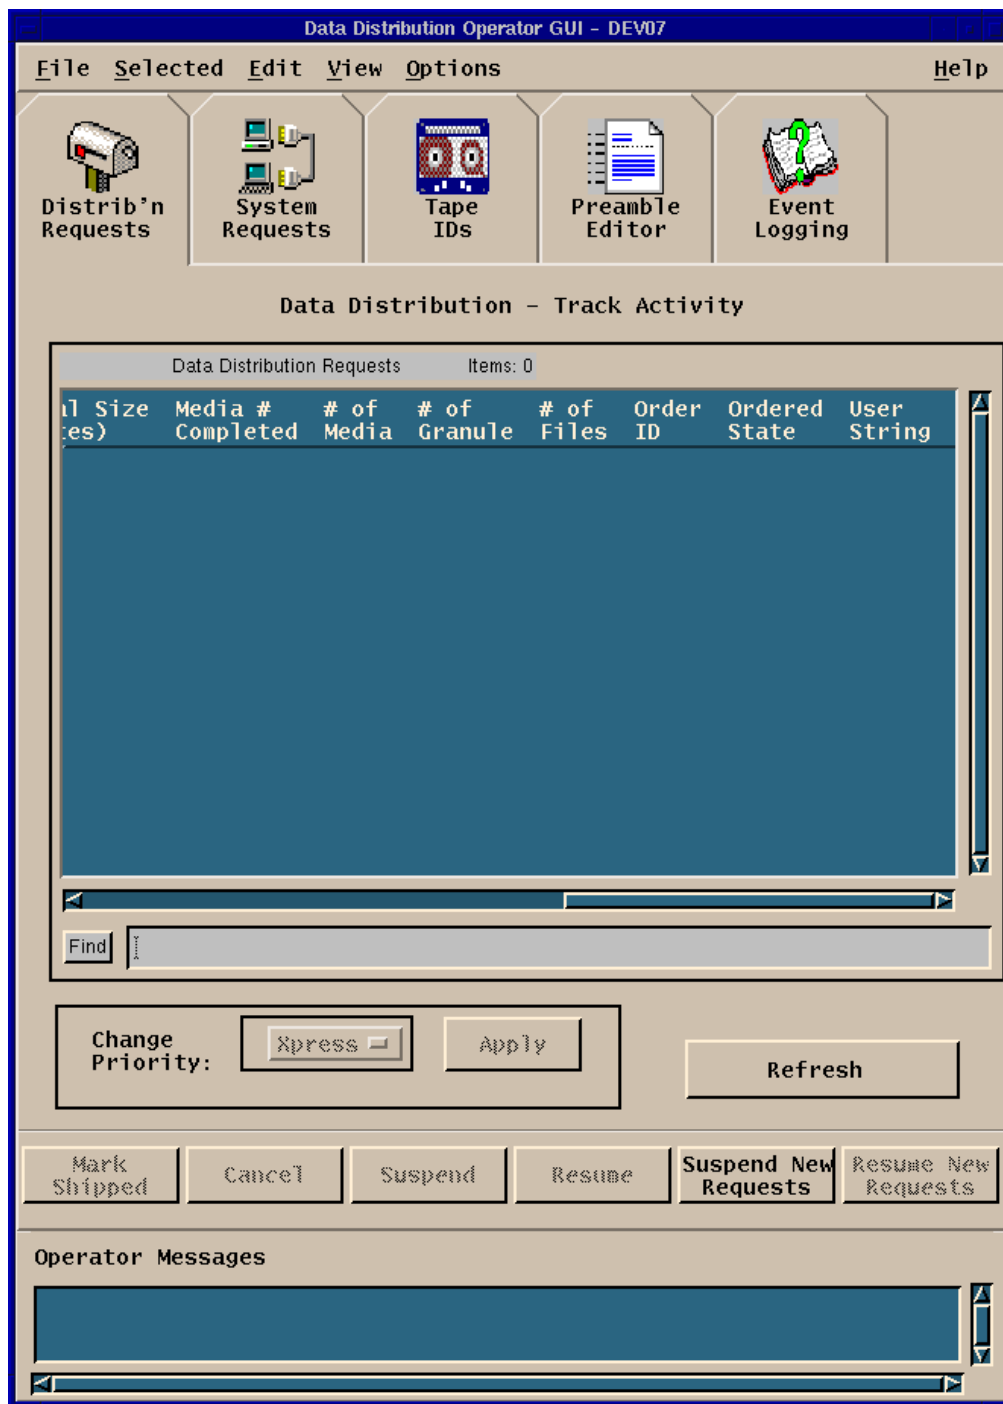 Data Distribution Operator GUI - DEV07
File Selected Edit View Options Help
Distrib'n
Requests
System
Requests
Tape
IDs
Preamble
Editor
Event
Logging
Data Distribution - Track Activity
Data Distribution Requests Items: 0
al Size Media # # of # of # of Order Ordered User
tes) Completed Media Granule Files ID State String
Find
Change
Priority:
Xpress
Apply
Refresh
Mark
Shipped
Cancel
Suspend
Resume
Suspend New
Requests
Resume New
Requests
Operator Messages